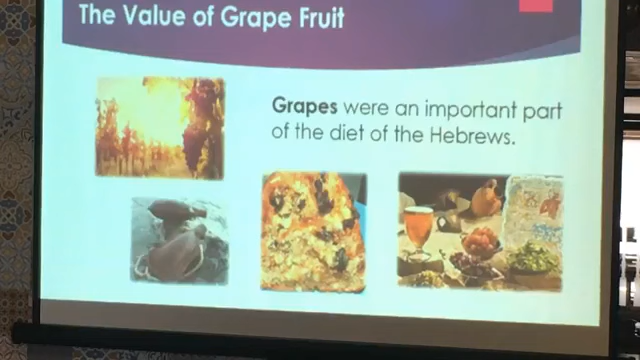 The Value of Grape Fruit
Grapes were an important part
of the diet of the Hebrews.